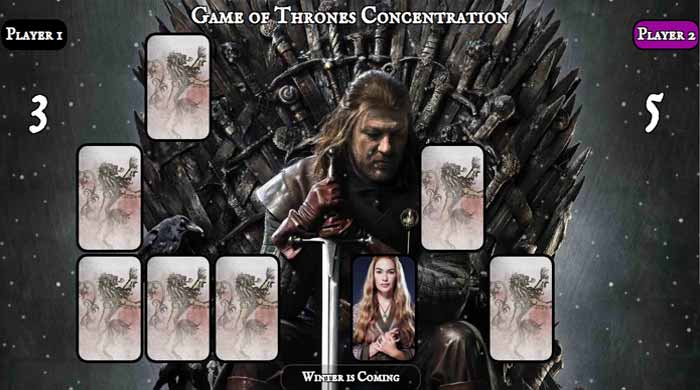 Game of Thrones Concentration
Player 1
Player 2
3
5
Winter is Coming